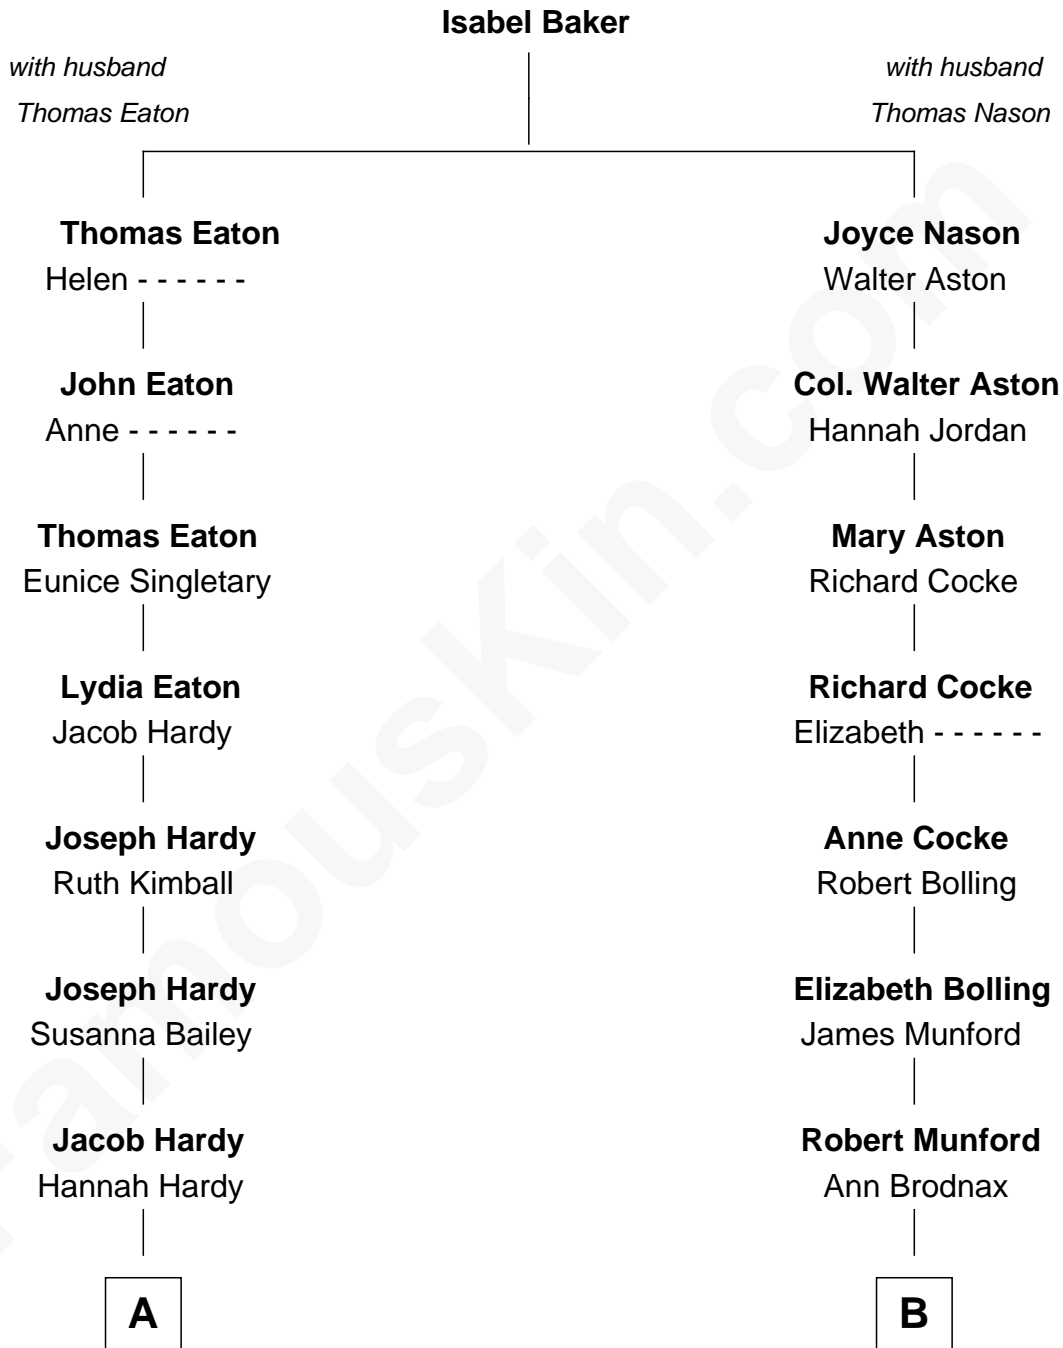 Isabel Baker
with husband
Thomas Eaton
with husband
Thomas Nason
Thomas Eaton
Helen - - - - - -
John Eaton
Anne - - - - - -
Thomas Eaton
Eunice Singletary
Lydia Eaton
Jacob Hardy
Joseph Hardy
Ruth Kimball
Joseph Hardy
Susanna Bailey
Jacob Hardy
Hannah Hardy
A
Joyce Nason
Walter Aston
Col. Walter Aston
Hannah Jordan
Mary Aston
Richard Cocke
Richard Cocke
Elizabeth - - - - - -
Anne Cocke
Robert Bolling
Elizabeth Bolling
James Munford
Robert Munford
Ann Brodnax
B
FamousKin.com